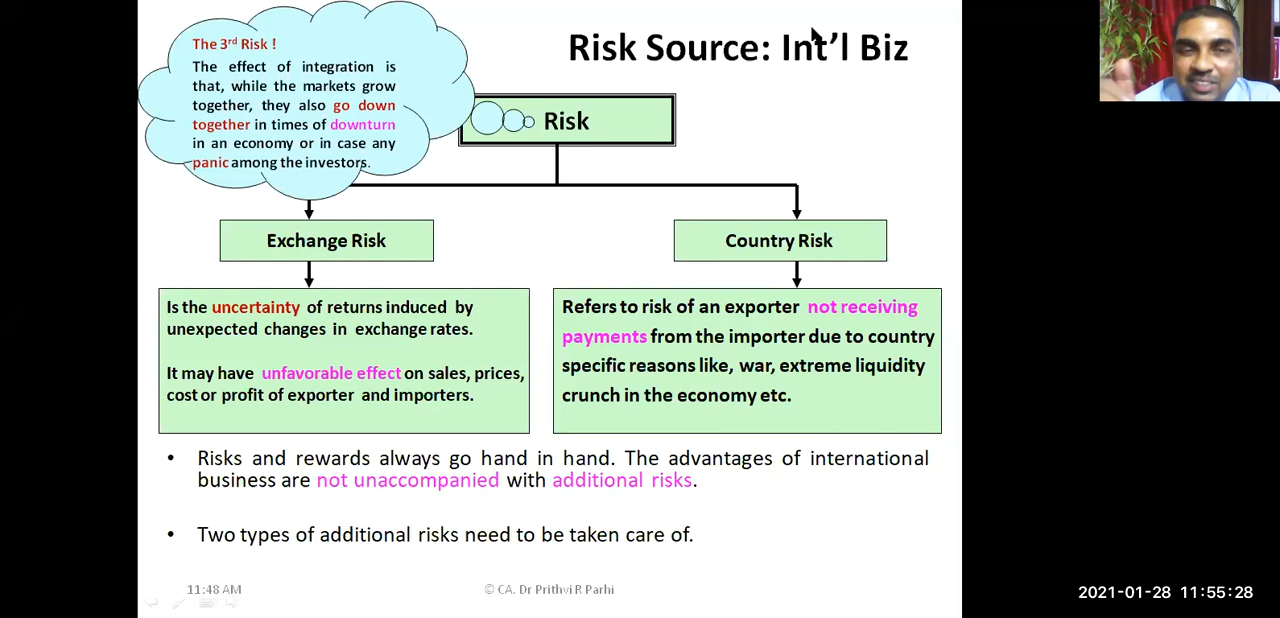 The 3rd Risk !
The effect of integration is
that, while the markets grow
together, they also go down
together in times of downturn
in an economy or in case any
panic among the investors.
Risk Source: Int’l Biz
Risk
Exchange Risk
Country Risk
Is the uncertainty of returns induced by
unexpected changes in exchange rates.
It may have unfavorable effect on sales, prices,
cost or profit of exporter and importers.
Refers to risk of an exporter not receiving
payments from the importer due to country
specific reasons like, war, extreme liquidity
crunch in the economy etc.
• Risks and rewards always go hand in hand. The advantages of international
business are not unaccompanied with additional risks.
• Two types of additional risks need to be taken care of.
11:48 AM
© CA. Dr Prithvi R Parhi
2021-01-28 11:55:28